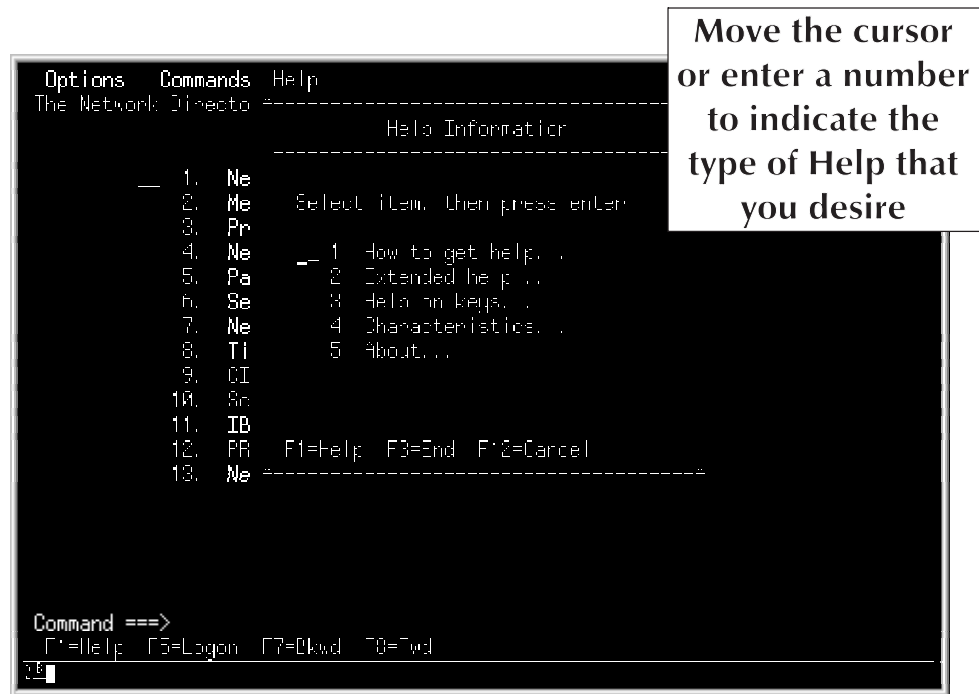 Move the cursor
or enter a number
to indicate the
type of Help that
you desire
Options Commands Help
The Network Directo
Help Information
1. Ne
2. Me Select item, then press enter
3. Pr
4. Ne 1 How to get help...
5. Pa 2 Extended help...
6. Se 3 Help on keys...
7. Ne 4 Characteristics...
8. Ti 5 About...
9. CI
10.
11. IB
12. PR F1=Help F3=End F12=Cancel
13. Ne
Command ===>
F1=Help F5=Logon F7=Bkwd F8=Fwd